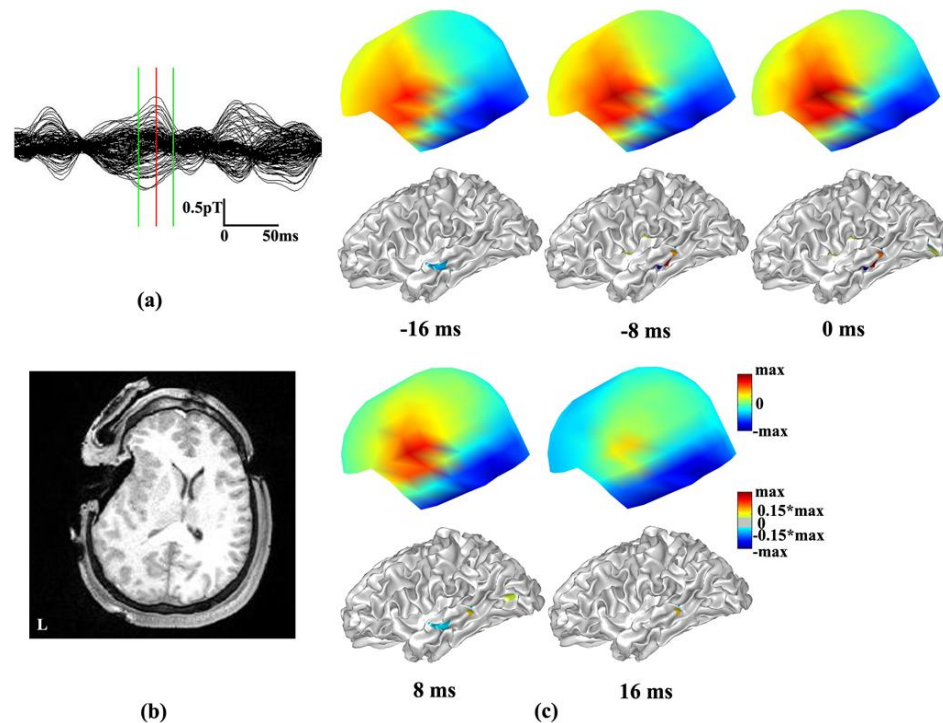 0.5pT
0 50ms
(a)
-16 ms
-8 ms
0 ms
L
(b)
max
0
-max
max
0.15*max
0
-0.15*max
-max
8 ms
16 ms
(c)